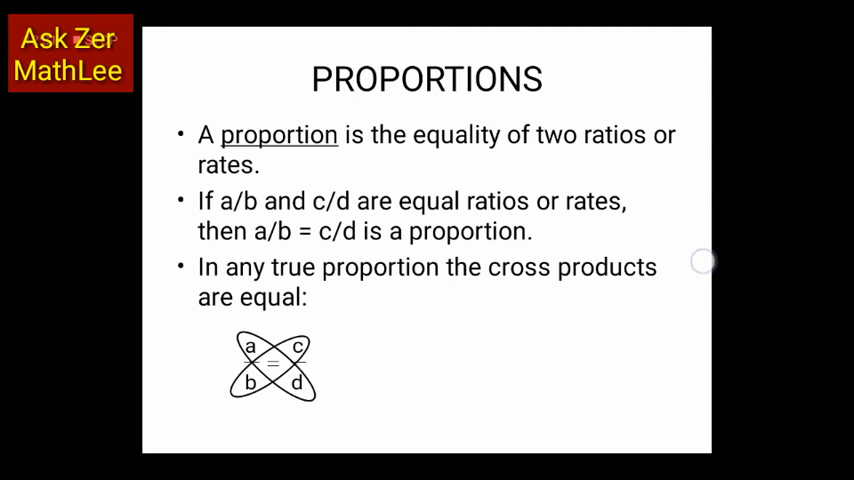 Ask Zer
MathLee
PROPORTIONS
• A proportion is the equality of two ratios or
rates.
• If a/b and c/d are equal ratios or rates,
then a/b = c/d is a proportion.
• In any true proportion the cross products
are equal:
a c
=
b d